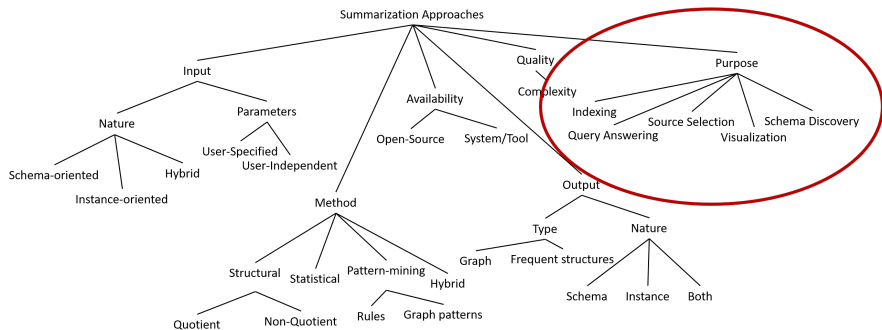 Summarization Approaches
Input
Quality
Purpose
Availability
Complexity
Nature
Parameters
Indexing
Open-Source
System/Tool
Query Answering
Source Selection
Visualization
Schema Discovery
User-Specified
User-Independent
Schema-oriented
Instance-oriented
Hybrid
Method
Output
Type
Nature
Graph
Frequent structures
Structural
Statistical
Pattern-mining
Hybrid
Schema
Instance
Both
Quotient
Non-Quotient
Rules
Graph patterns